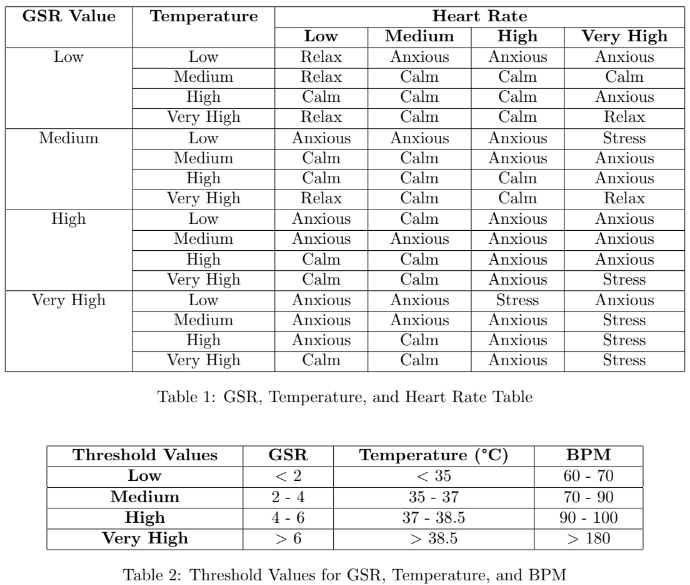 GSR Value Temperature Heart Rate
Low Medium High Very High
Low Low Relax Anxious Anxious Anxious
Medium Relax Calm Calm Calm
High Calm Calm Calm Anxious
Very High Relax Calm Calm Relax
Medium Low Anxious Anxious Anxious Stress
Medium Calm Calm Anxious Anxious
High Calm Calm Calm Anxious
Very High Relax Calm Calm Relax
High Low Anxious Calm Anxious Anxious
Medium Anxious Anxious Anxious Anxious
High Calm Calm Anxious Anxious
Very High Calm Calm Anxious Stress
Very High Low Anxious Anxious Stress Anxious
Medium Anxious Anxious Anxious Stress
High Anxious Calm Anxious Stress
Very High Calm Calm Anxious Stress
Table 1: GSR, Temperature, and Heart Rate Table
Threshold Values GSR Temperature (°C) BPM
Low < 2 < 35 60 - 70
Medium 2 - 4 35 - 37 70 - 90
High 4 - 6 37 - 38.5 90 - 100
Very High > 6 > 38.5 > 180
Table 2: Threshold Values for GSR, Temperature, and BPM